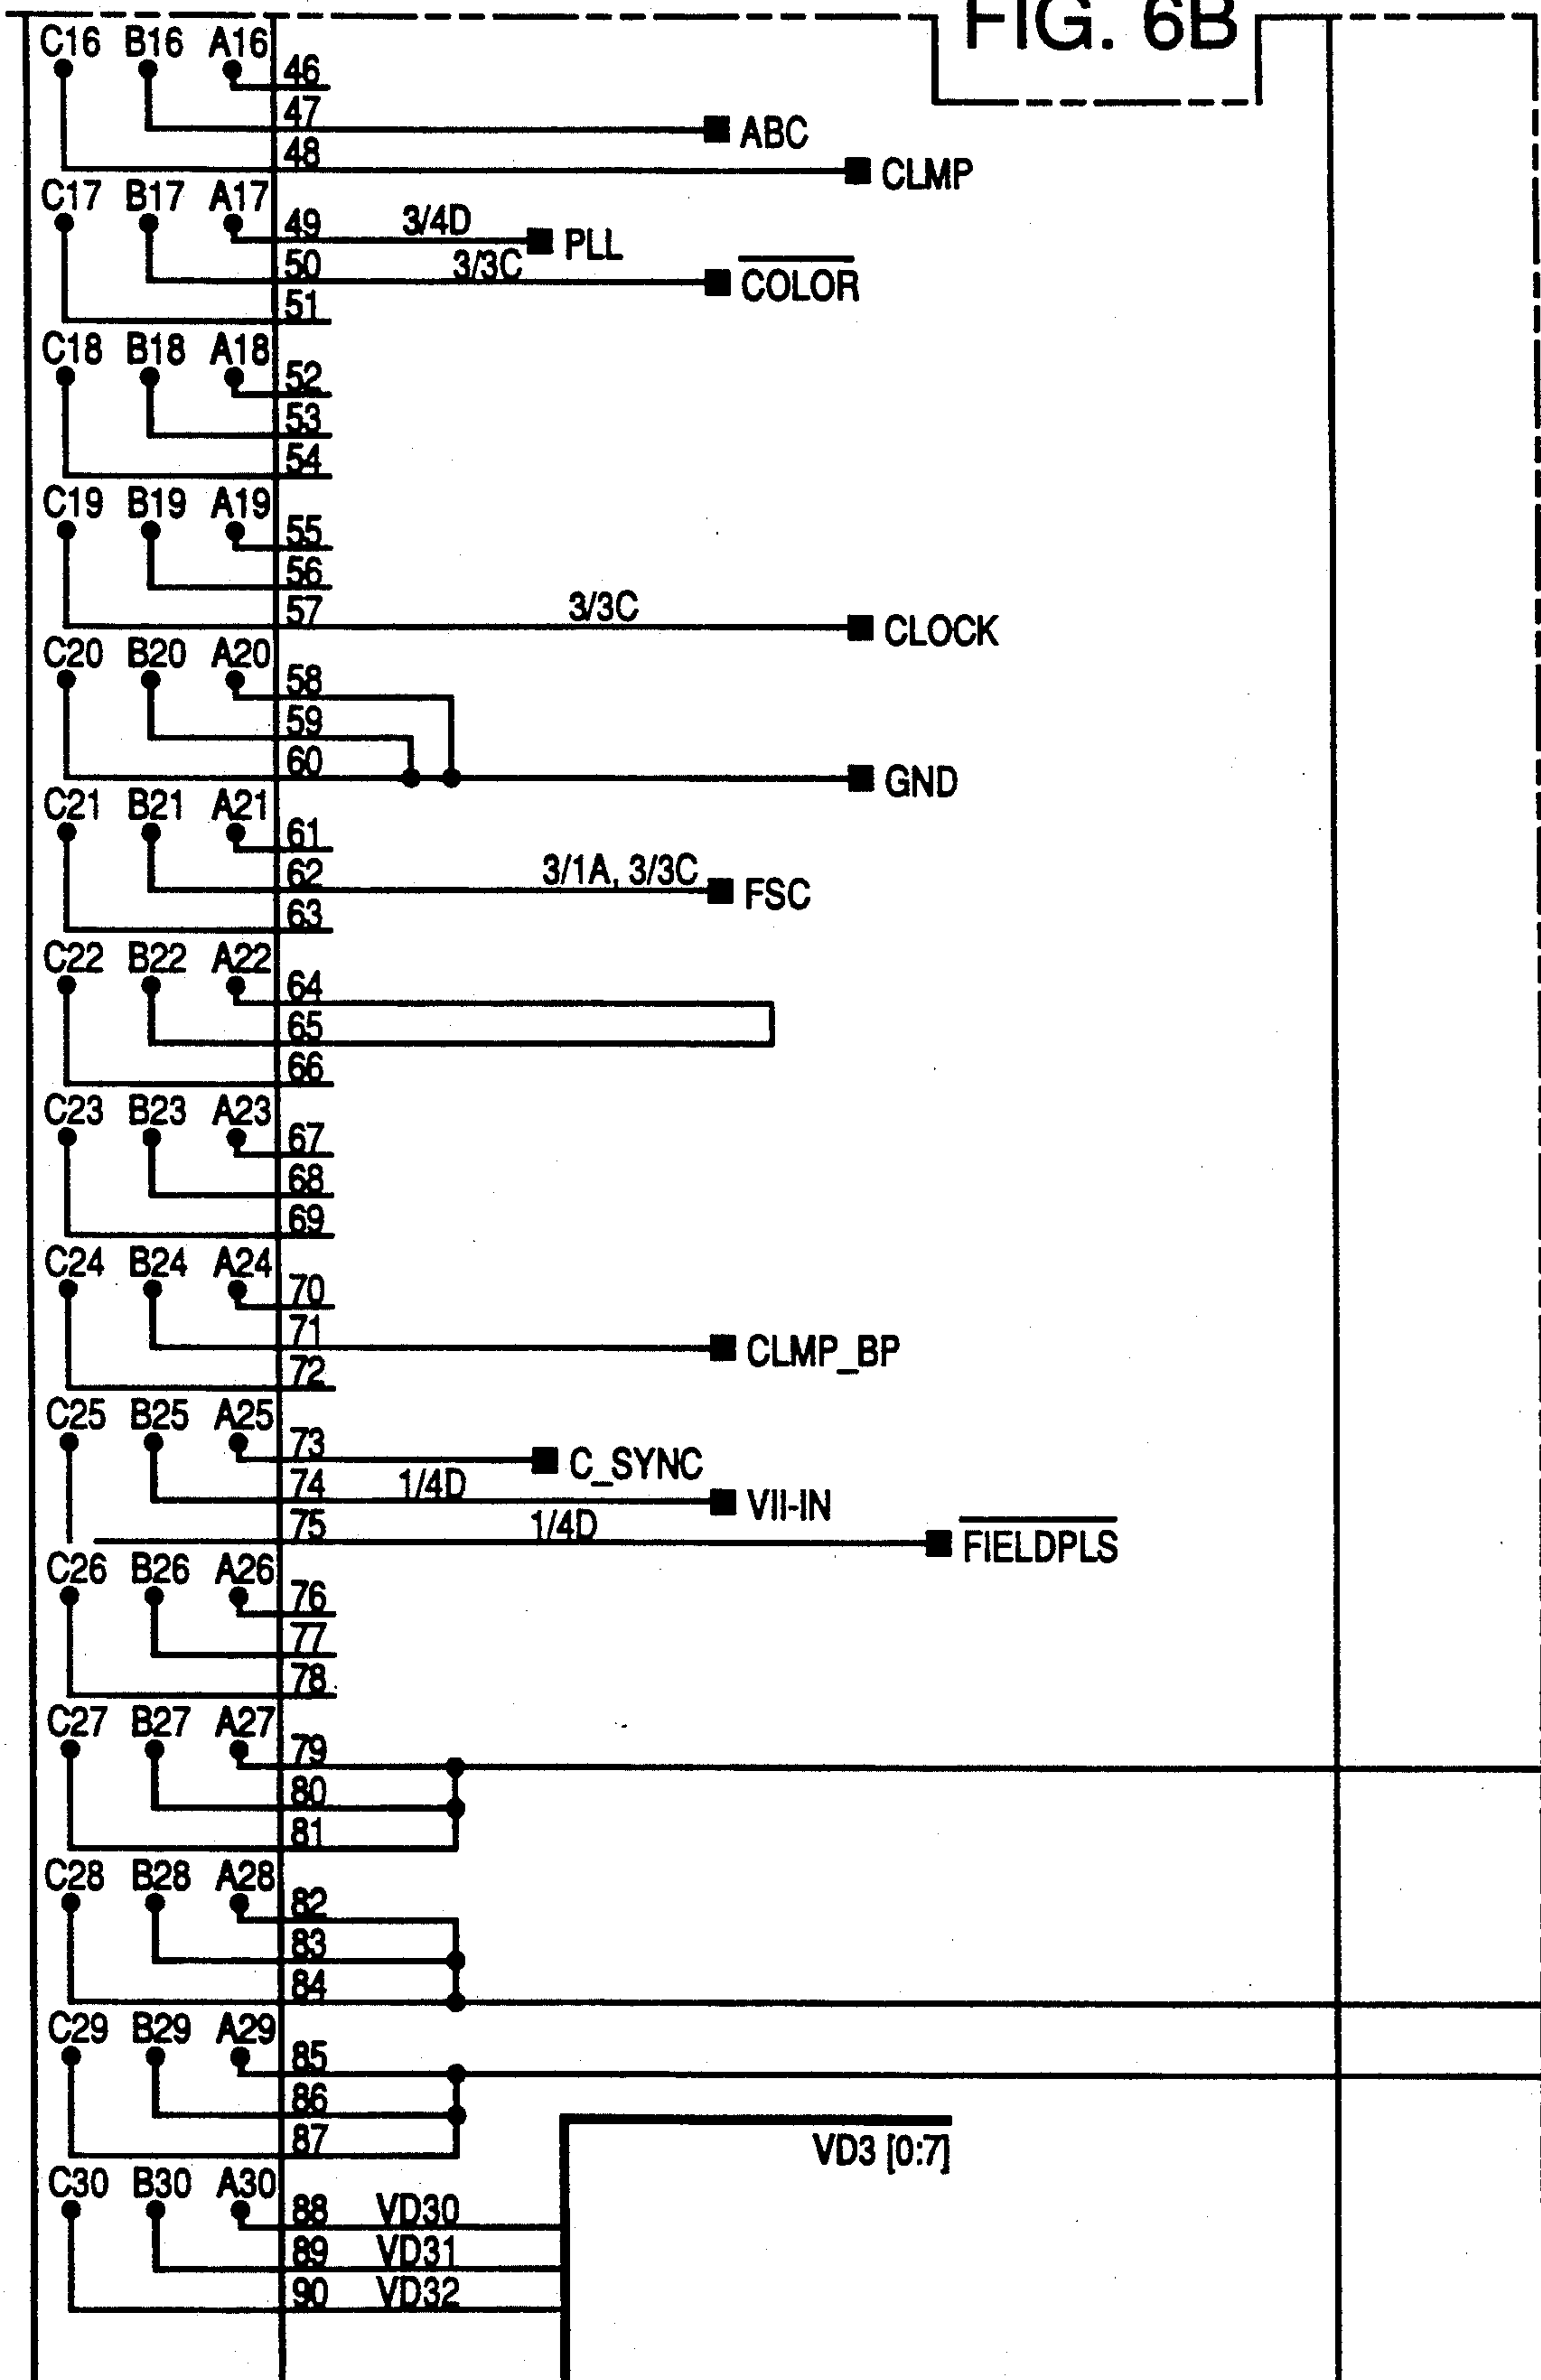 FIG. 6B
C16 B16 A16
46
47
ABC
48
CLMP
C17 B17 A17
49 3/4D
PLL
50 3/3C
COLOR
51
C18 B18 A18
52
53
54
C19 B19 A19
55
56
57 3/3C
CLOCK
C20 B20 A20
58
59
60
GND
C21 B21 A21
61
62 3/1A, 3/3C
FSC
63
C22 B22 A22
64
65
66
C23 B23 A23
67
68
69
C24 B24 A24
70
71
CLMP_BP
72
C25 B25 A25
73
C_SYNC
74 1/4D
VII-IN
75 1/4D
FIELDPLS
C26 B26 A26
76
77
78
C27 B27 A27
79
80
81
C28 B28 A28
82
83
84
C29 B29 A29
85
86
87
VD3 [0:7]
C30 B30 A30
88 VD30
89 VD31
90 VD32